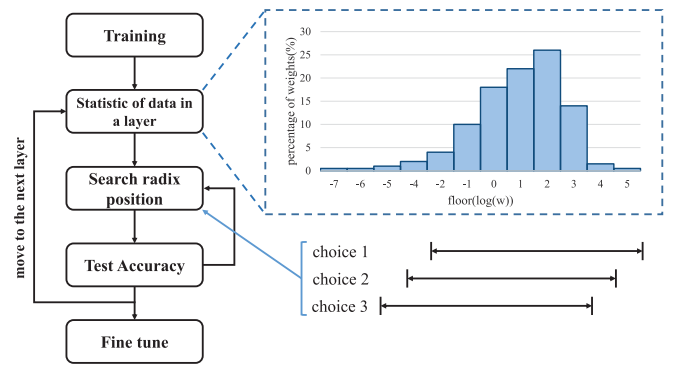 Training
Statistic of data in
a layer
Search radix
position
Test Accuracy
Fine tune
move to the next layer
percentage of weights(%)
30
25
20
15
10
5
0
-7 -6 -5 -4 -2 -1 0 1 2 3 4 5
floor(log(w))
choice 1
choice 2
choice 3